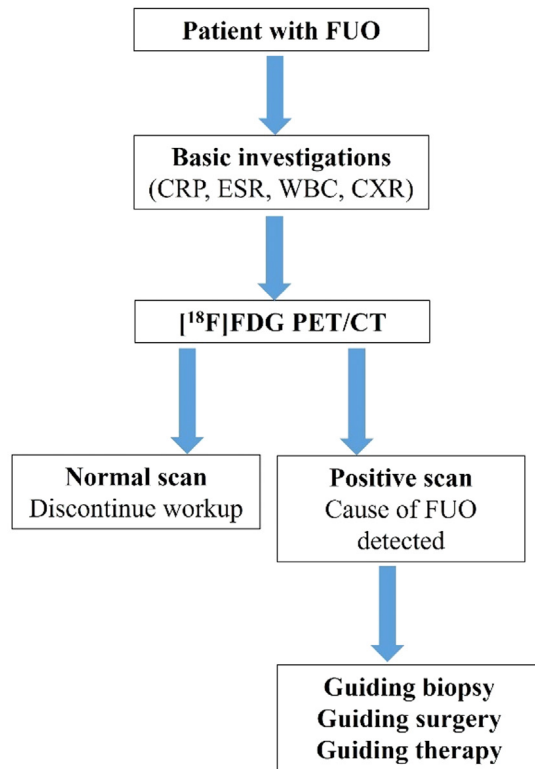 Patient with FUO
Basic investigations
(CRP, ESR, WBC, CXR)
[¹⁸F]FDG PET/CT
Normal scan
Discontinue workup
Positive scan
Cause of FUO
detected
Guiding biopsy
Guiding surgery
Guiding therapy